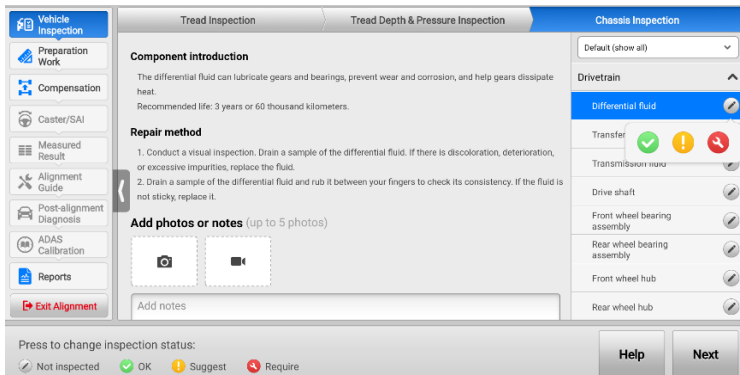 Vehicle
Inspection
Preparation
Work
Compensation
Caster/SAI
Measured
Result
Alignment
Guide
Post-alignment
Diagnosis
ADAS
Calibration
Reports
Exit Alignment
Tread Inspection
Tread Depth & Pressure Inspection
Chassis Inspection
Component introduction
The differential fluid can lubricate gears and bearings, prevent wear and corrosion, and help gears dissipate
heat.
Recommended life: 3 years or 60 thousand kilometers.
Repair method
1. Conduct a visual inspection. Drain a sample of the differential fluid. If there is discoloration, deterioration,
or excessive impurities, replace the fluid.
2. Drain a sample of the differential fluid and rub it between your fingers to check its consistency. If the fluid is
not sticky, replace it.
Add photos or notes (up to 5 photos)
Add notes
Default (show all)
Drivetrain
Differential fluid
Transmission fluid
Drive shaft
Front wheel bearing
assembly
Rear wheel bearing
assembly
Front wheel hub
Rear wheel hub
Press to change inspection status:
Not inspected
OK
Suggest
Require
Help
Next